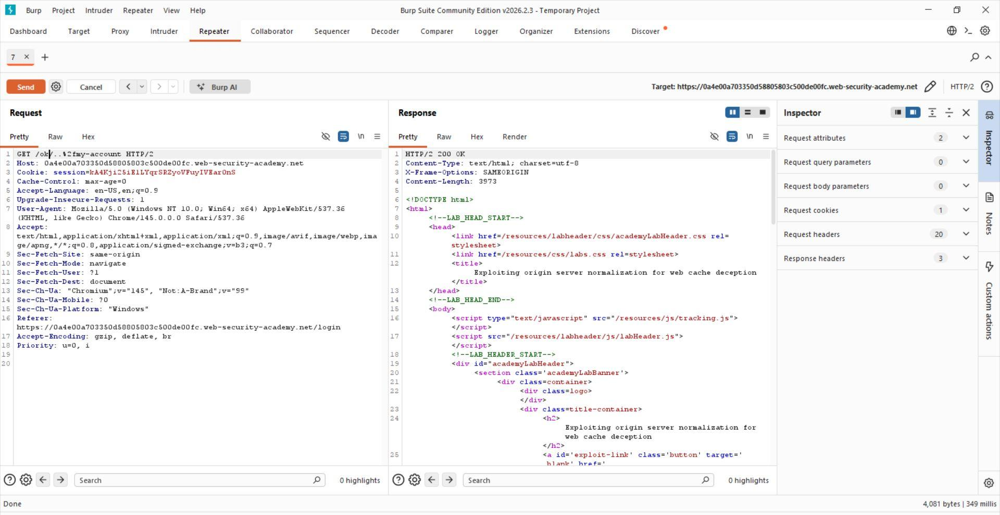 Burp Project Intruder Repeater View Help
Burp Suite Community Edition v2026.2.3 - Temporary Project
Dashboard Target Proxy Intruder Repeater Collaborator Sequencer Decoder Comparer Logger Organizer Extensions Discover
7
Send Cancel Burp AI
Target: https://0a4e00a703350d58805803c500de00fc.web-security-academy.net HTTP/2
Request
Pretty Raw Hex \n
1 GET /ok/..%2fmy-account HTTP/2
2 Host: 0a4e00a703350d58805803c500de00fc.web-security-academy.net
3 Cookie: session=kA4Kji25iE1LYqrSRZyoVFuyIVEar0nS
4 Cache-Control: max-age=0
5 Accept-Language: en-US,en;q=0.9
6 Upgrade-Insecure-Requests: 1
7 User-Agent: Mozilla/5.0 (Windows NT 10.0; Win64; x64) AppleWebKit/537.36
(KHTML, like Gecko) Chrome/145.0.0.0 Safari/537.36
8 Accept:
text/html,application/xhtml+xml,application/xml;q=0.9,image/avif,image/webp,ima
ge/apng,*/*;q=0.8,application/signed-exchange;v=b3;q=0.7
9 Sec-Fetch-Site: same-origin
10 Sec-Fetch-Mode: navigate
11 Sec-Fetch-User: ?1
12 Sec-Fetch-Dest: document
13 Sec-Ch-Ua: "Chromium";v="145", "Not:A-Brand";v="99"
14 Sec-Ch-Ua-Mobile: ?0
15 Sec-Ch-Ua-Platform: "Windows"
16 Referer:
https://0a4e00a703350d58805803c500de00fc.web-security-academy.net/login
17 Accept-Encoding: gzip, deflate, br
18 Priority: u=0, i
19
20
Search 0 highlights
Response
Pretty Raw Hex Render \n
1 HTTP/2 200 OK
2 Content-Type: text/html; charset=utf-8
3 X-Frame-Options: SAMEORIGIN
4 Content-Length: 3973
5
6 <!DOCTYPE html>
7 <html>
8 <!--LAB_HEAD_START-->
9 <head>
10 <link href=/resources/labheader/css/academyLabHeader.css rel=
stylesheet>
11 <link href=/resources/css/labs.css rel=stylesheet>
12 <title>
Exploiting origin server normalization for web cache deception
</title>
13 </head>
14 <!--LAB_HEAD_END-->
15 <body>
16 <script type="text/javascript" src="/resources/js/tracking.js">
</script>
17 <script src="/resources/labheader/js/labHeader.js">
</script>
18 <!--LAB_HEADER_START-->
19 <div id="academyLabHeader">
20 <section class='academyLabBanner'>
21 <div class=container>
22 <div class=logo>
</div>
23 <div class=title-container>
24 <h2>
Exploiting origin server normalization for
web cache deception
</h2>
25 <a id='exploit-link' class='button' target='
blank' href='
Search 0 highlights
Inspector
Request attributes 2
Request query parameters 0
Request body parameters 0
Request cookies 1
Request headers 20
Response headers 3
Inspector
Notes
Custom actions
Done
4,081 bytes | 349 millis